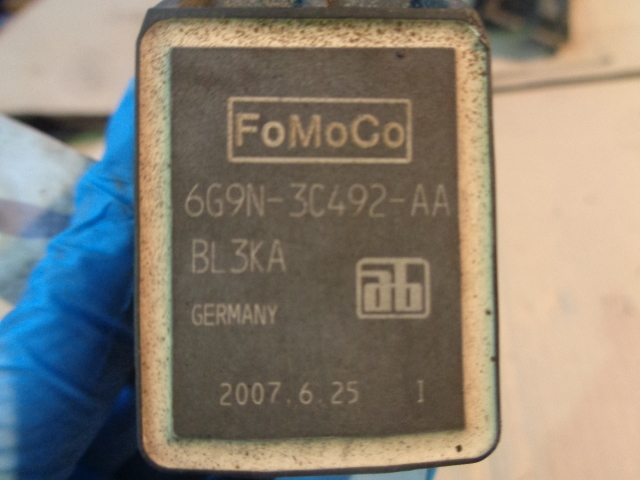 FoMoCo
6G9N-3C492-AA
BL3KA
ab
GERMANY
2007.6.25 I